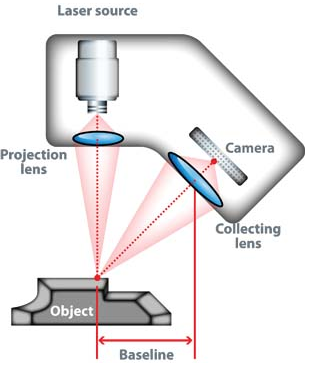 Laser source
Projection
lens
Camera
Collecting
lens
Object
Baseline